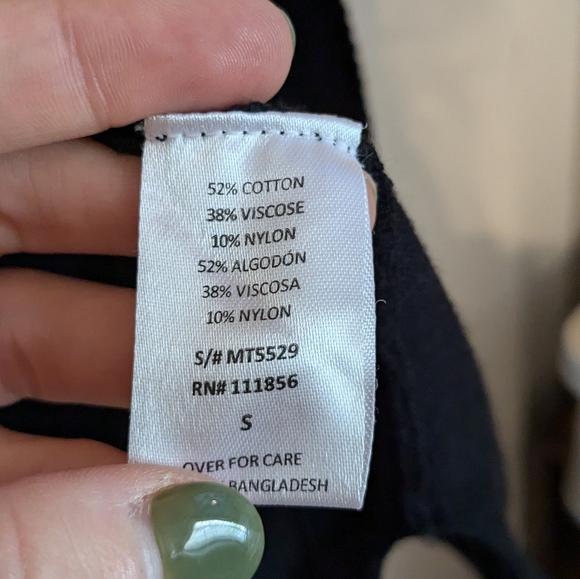 52% COTTON
38% VISCOSE
10% NYLON
52% ALGODÓN
38% VISCOSA
10% NYLON
S/# MT5529
RN# 111856
S
OVER FOR CARE
BANGLADESH